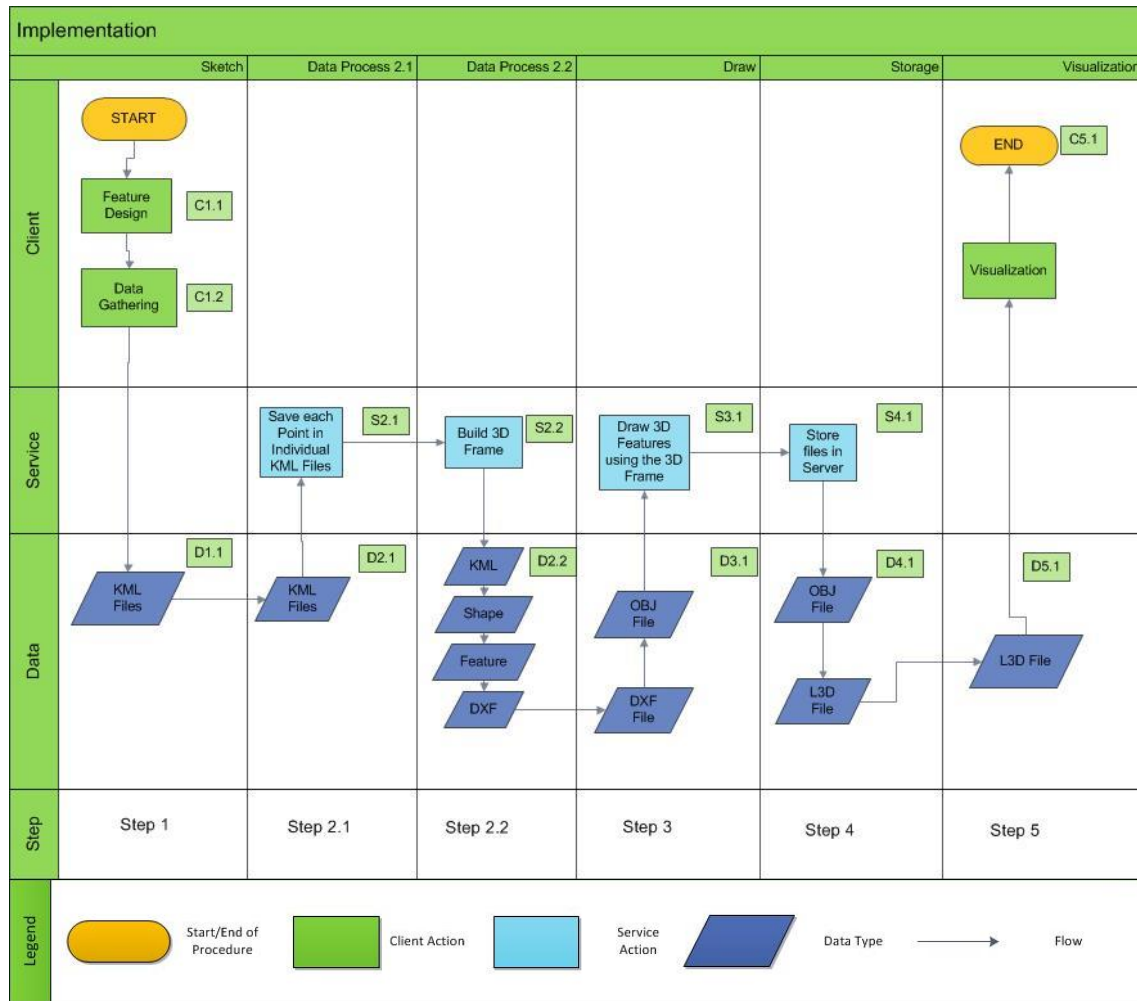 Implementation
Sketch
Data Process 2.1
Data Process 2.2
Draw
Storage
Visualization
Client
START
Feature
Design
C1.1
Data
Gathering
C1.2
END
C5.1
Visualization
Service
Save each
Point in
Individual
KML Files
S2.1
Build 3D
Frame
S2.2
Draw 3D
Features
using the 3D
Frame
S3.1
Store
files in
Server
S4.1
Data
KML
Files
D1.1
KML
Files
D2.1
KML
D2.2
Shape
Feature
DXF
OBJ
File
D3.1
DXF
File
OBJ
File
D4.1
L3D
File
L3D File
D5.1
Step
Step 1
Step 2.1
Step 2.2
Step 3
Step 4
Step 5
Legend
Start/End of
Procedure
Client Action
Service
Action
Data Type
Flow